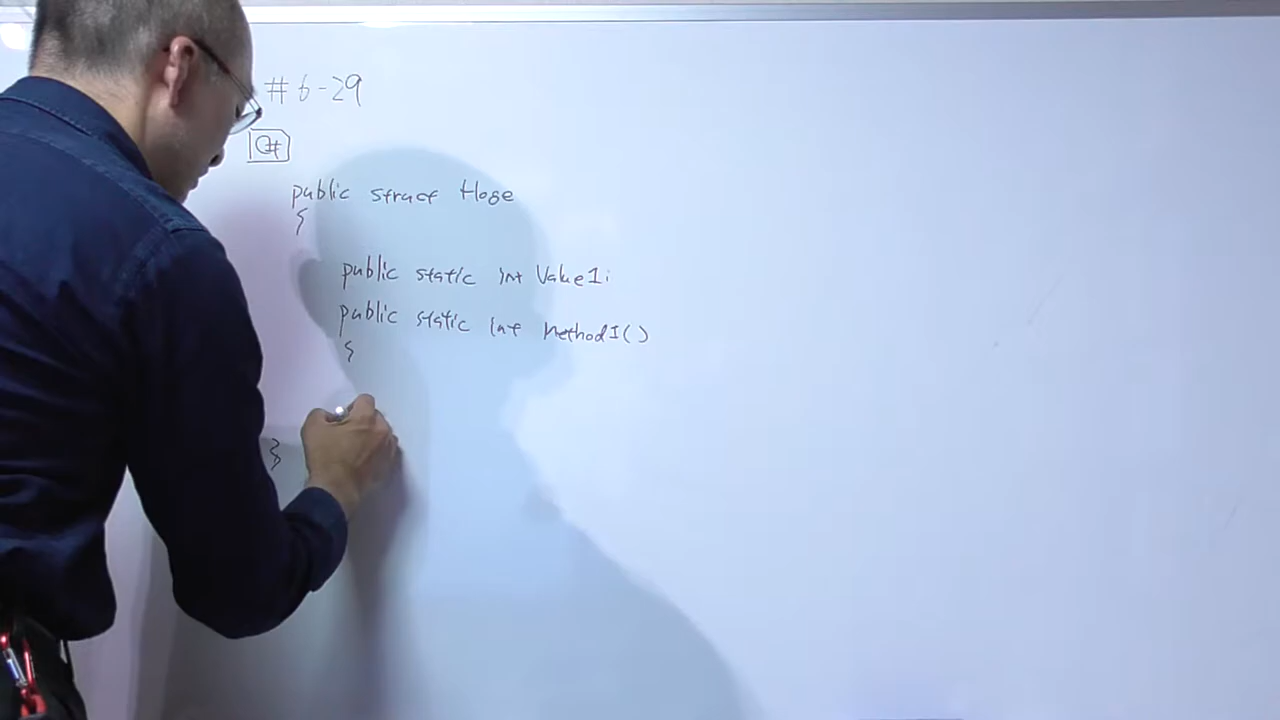 #6-29
C#
public struct Hoge
{
public static int Value1;
public static int Method1()
{
}